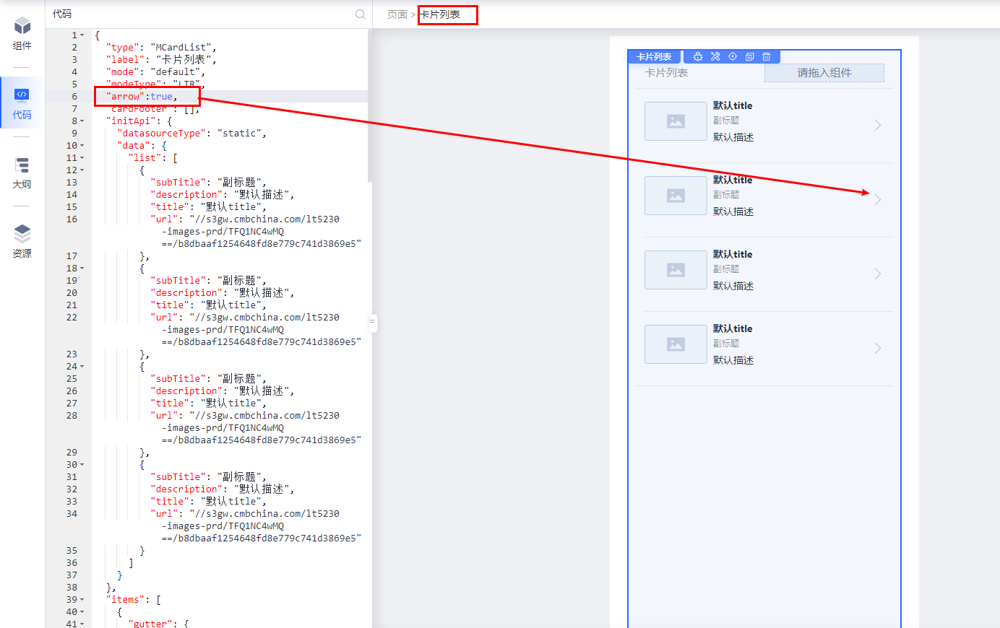 组件
代码
大纲
资源
代码
1 {
2 "type": "MCardList",
3 "label": "卡片列表",
4 "mode": "default",
5 "modeType": "LTR",
6 "arrow":true,
7 "cardFooter": [],
8 "initApi": {
9 "datasourceType": "static",
10 "data": {
11 "list": [
12 {
13 "subTitle": "副标题",
14 "description": "默认描述",
15 "title": "默认title",
16 "url": "//s3gw.cmbchina.com/lt5230
-images-prd/TFQ1NC4wMQ
==/b8dbaaf1254648fd8e779c741d3869e5"
17 },
18 {
19 "subTitle": "副标题",
20 "description": "默认描述",
21 "title": "默认title",
22 "url": "//s3gw.cmbchina.com/lt5230
-images-prd/TFQ1NC4wMQ
==/b8dbaaf1254648fd8e779c741d3869e5"
23 },
24 {
25 "subTitle": "副标题",
26 "description": "默认描述",
27 "title": "默认title",
28 "url": "//s3gw.cmbchina.com/lt5230
-images-prd/TFQ1NC4wMQ
==/b8dbaaf1254648fd8e779c741d3869e5"
29 },
30 {
31 "subTitle": "副标题",
32 "description": "默认描述",
33 "title": "默认title",
34 "url": "//s3gw.cmbchina.com/lt5230
-images-prd/TFQ1NC4wMQ
==/b8dbaaf1254648fd8e779c741d3869e5"
35 }
36 ]
37 }
38 },
39 "items": [
40 {
41 "gutter": {
页面 > 卡片列表
卡片列表
卡片列表 请拖入组件
默认title
副标题
默认描述
默认title
副标题
默认描述
默认title
副标题
默认描述
默认title
副标题
默认描述